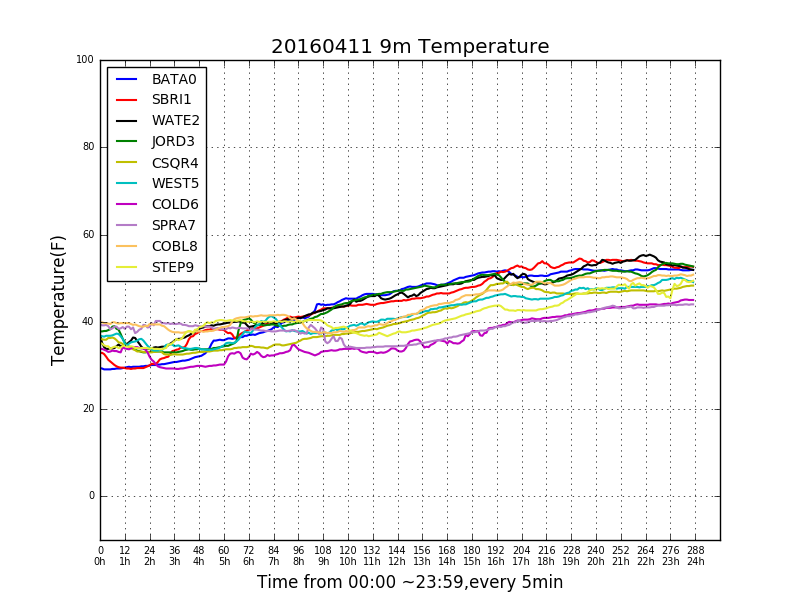 20160411 9m Temperature
100
80
60
40
20
0
Temperature(F)
BATA0
SBRI1
WATE2
JORD3
CSQR4
WEST5
COLD6
SPRA7
COBL8
STEP9
0 12 24 36 48 60 72 84 96 108 120 132 144 156 168 180 192 204 216 228 240 252 264 276 288
0h 1h 2h 3h 4h 5h 6h 7h 8h 9h 10h 11h 12h 13h 14h 15h 16h 17h 18h 19h 20h 21h 22h 23h 24h
Time from 00:00 ~23:59,every 5min